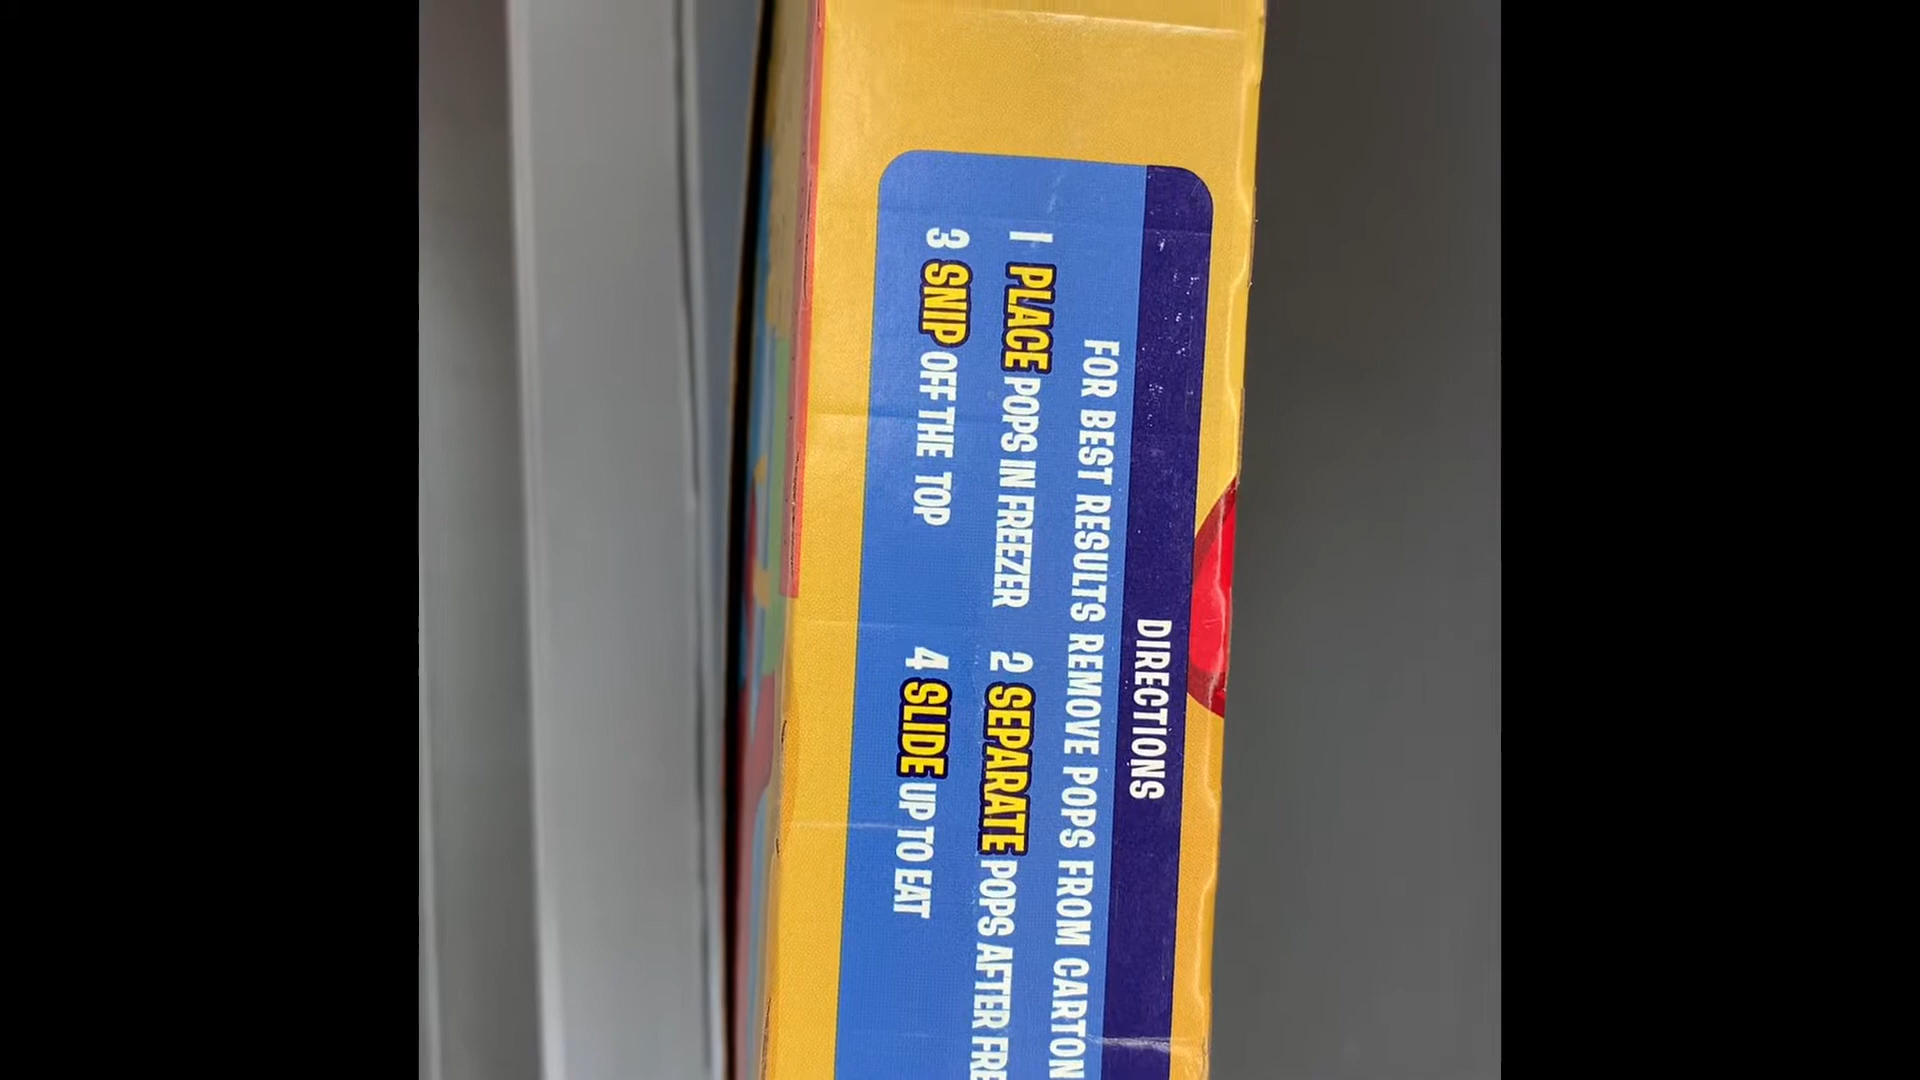 DIRECTIONS
FOR BEST RESULTS REMOVE POPS FROM CARTON
1 PLACE POPS IN FREEZER 2 SEPARATE POPS AFTER
3 SNIP OFF THE TOP 4 SLIDE UP TO EAT